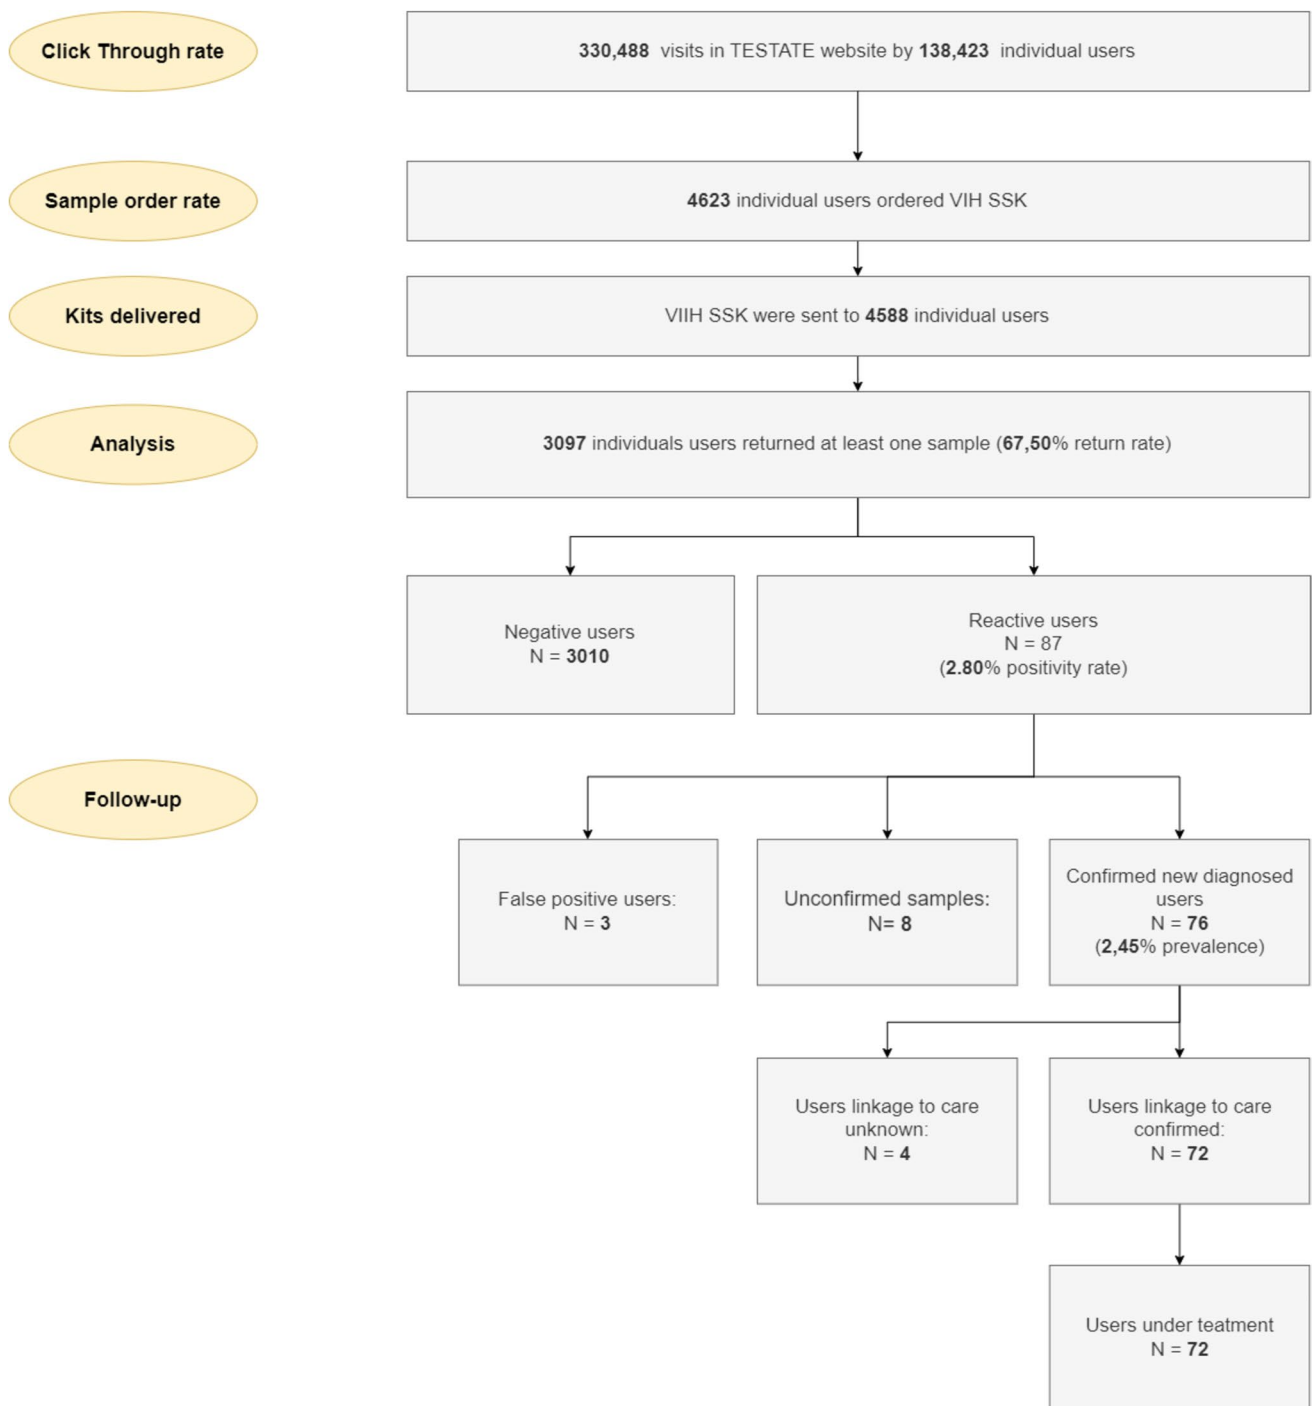 Click Through rate
330,488 visits in TESTATE website by 138,423 individual users
Sample order rate
4623 individual users ordered VIH SSK
Kits delivered
VIIH SSK were sent to 4588 individual users
Analysis
3097 individuals users returned at least one sample (67,50% return rate)
Negative users
N = 3010
Reactive users
N = 87
(2.80% positivity rate)
Follow-up
False positive users:
N = 3
Unconfirmed samples:
N= 8
Confirmed new diagnosed
users
N = 76
(2,45% prevalence)
Users linkage to care
unknown:
N = 4
Users linkage to care
confirmed:
N = 72
Users under teatment
N = 72